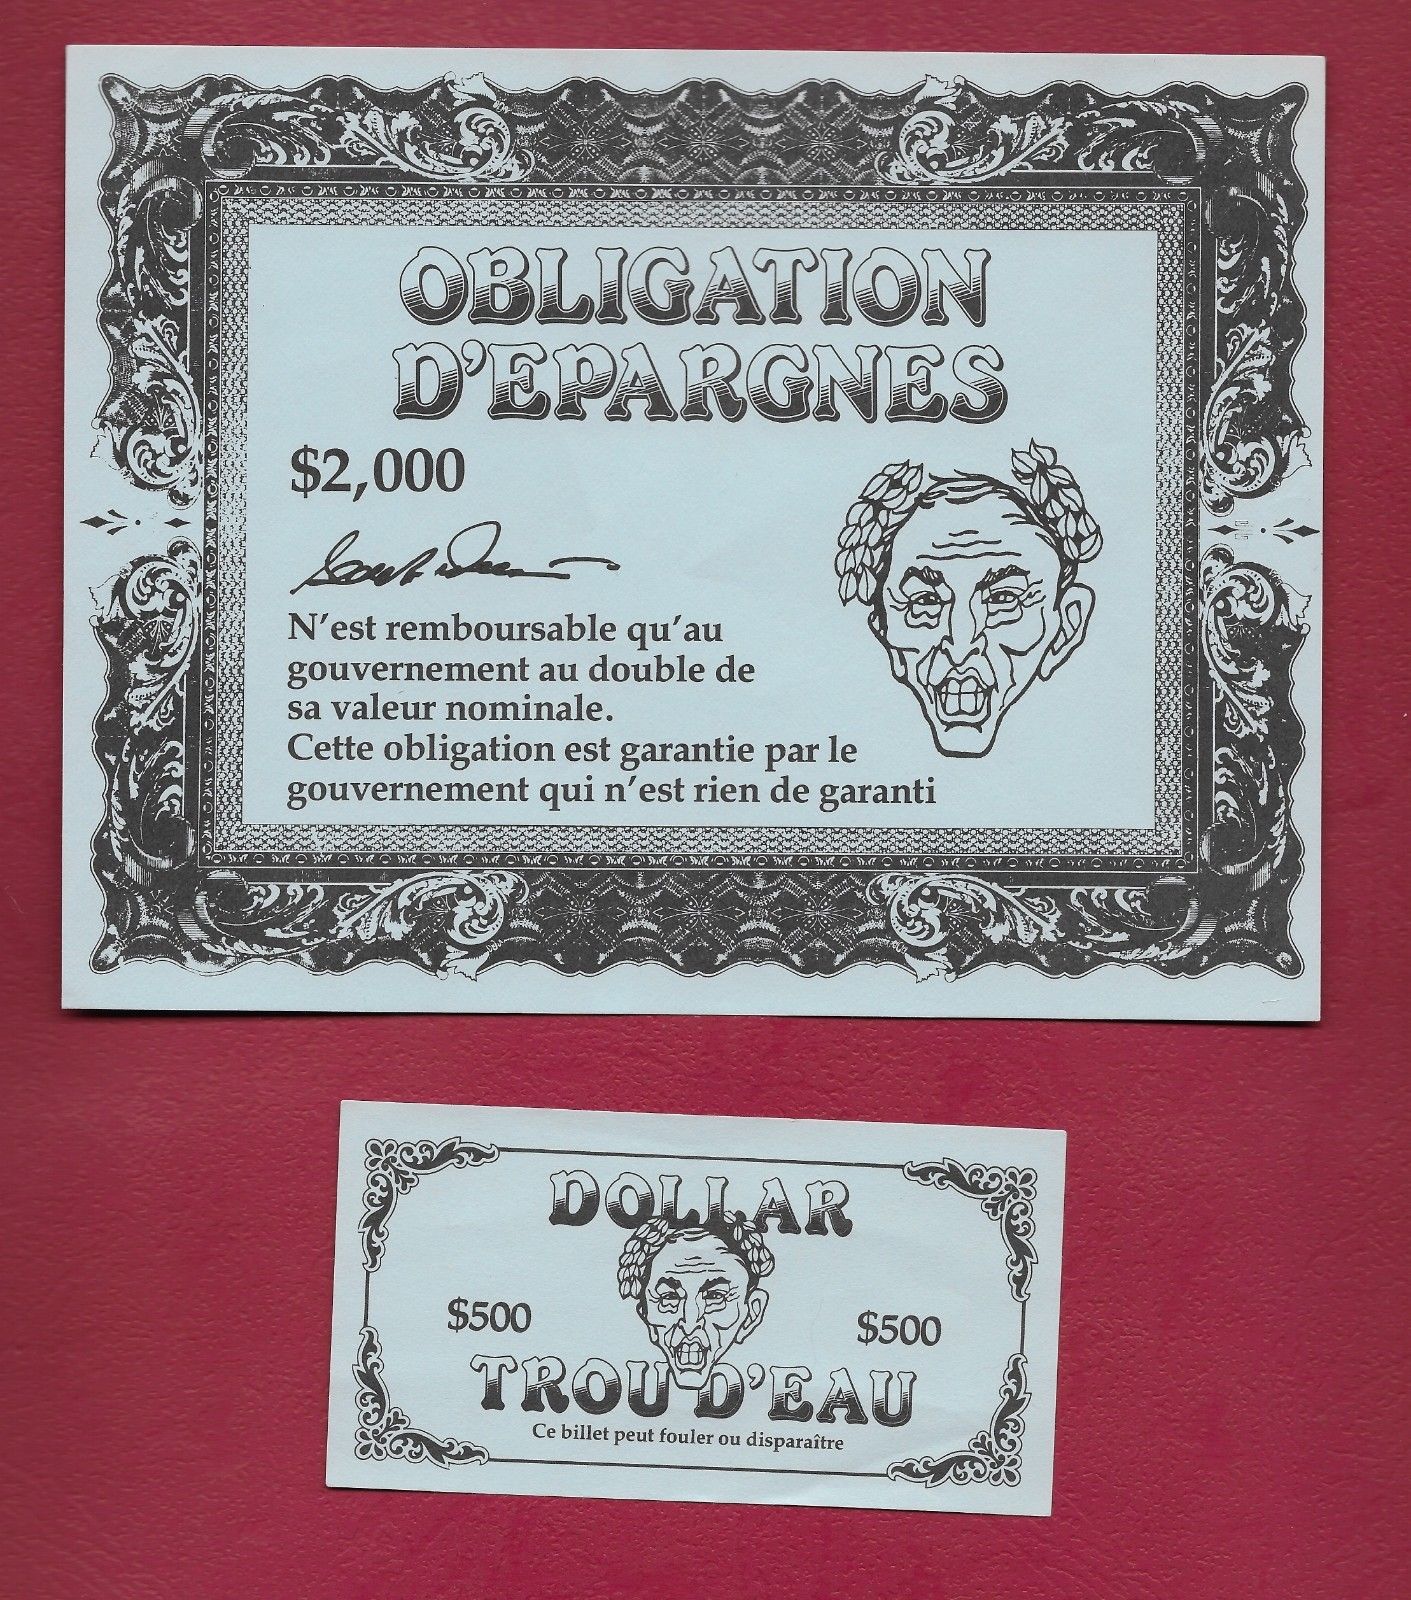 OBLIGATION
D'EPARGNES
$2,000
N'est remboursable qu'au
gouvernement au double de
sa valeur nominale.
Cette obligation est garantie par le
gouvernement qui n'est rien de garanti
DOLLAR
$500 $500
TROU D'EAU
Ce billet peut fouler ou disparaître